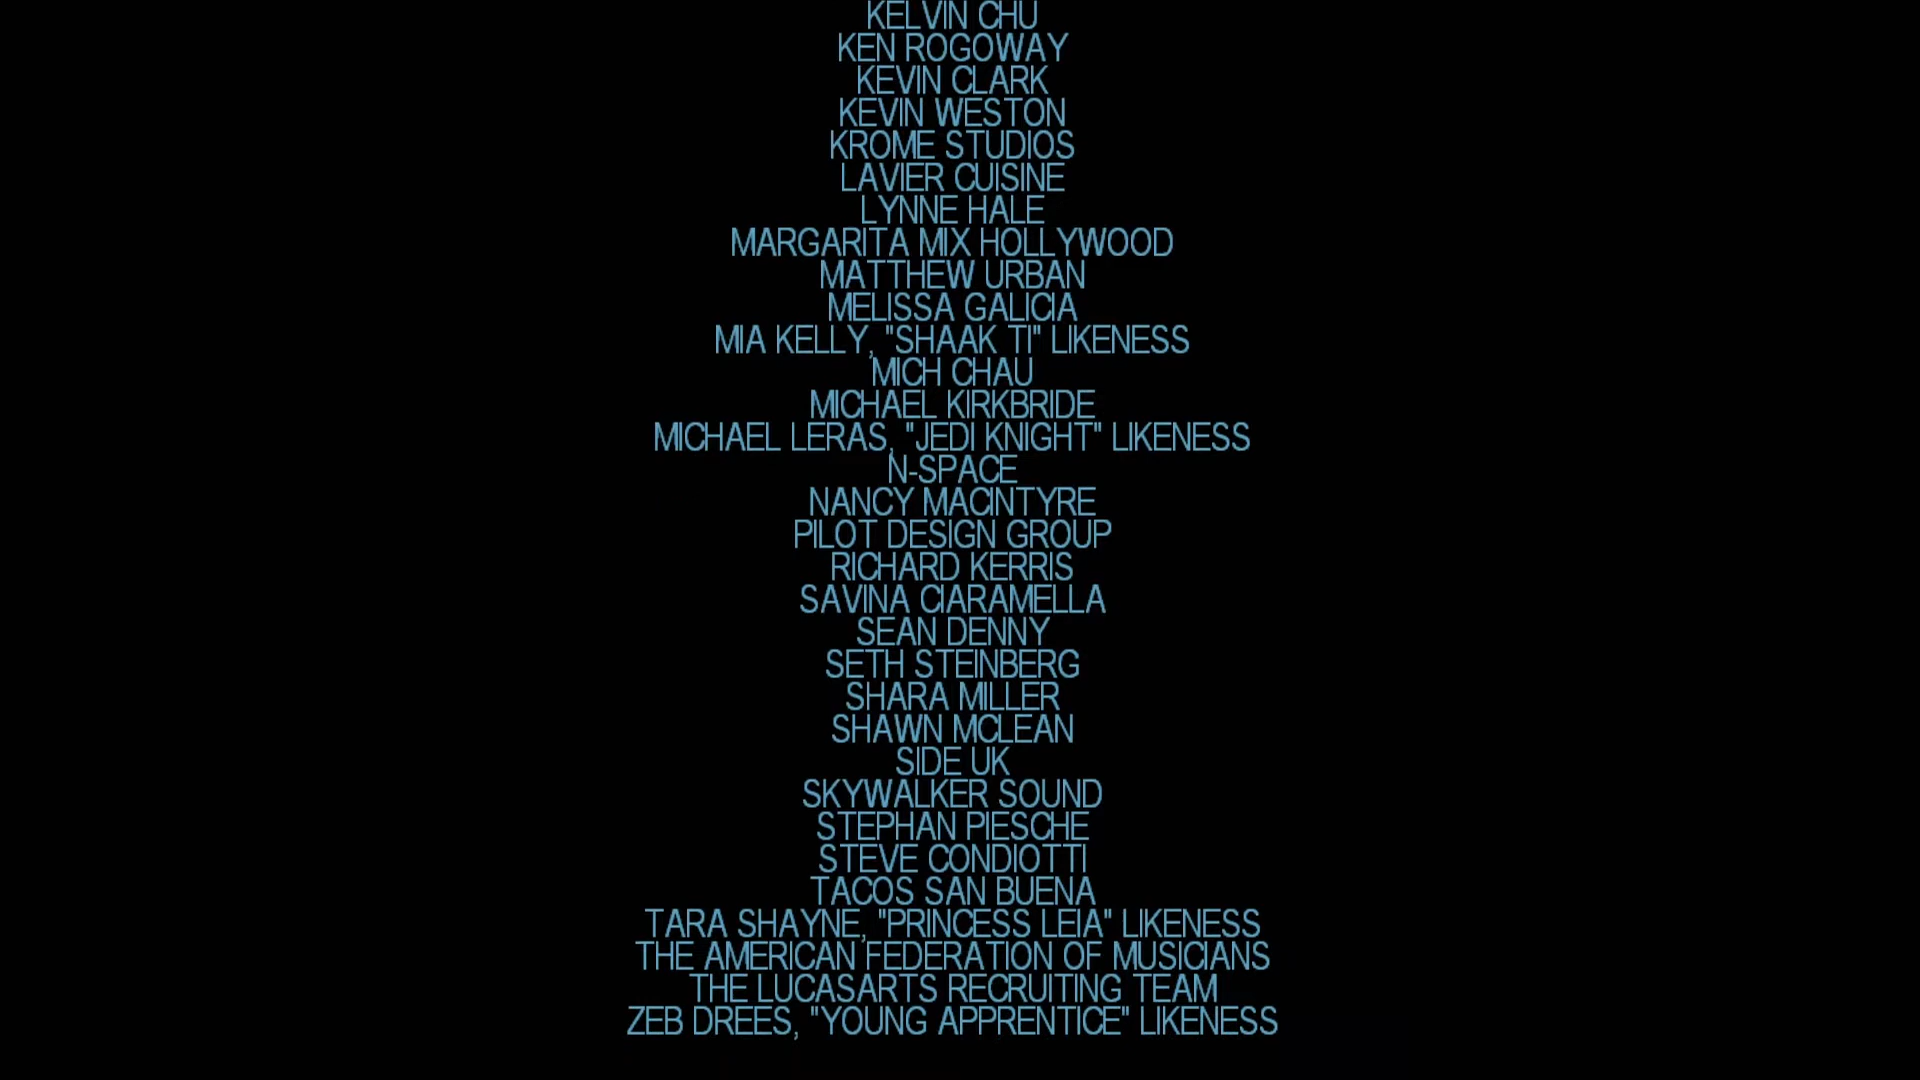 KELVIN CHU
KEN ROGOWAY
KEVIN CLARK
KEVIN WESTON
KROME STUDIOS
LAVIER CUISINE
LYNNE HALE
MARGARITA MIX HOLLYWOOD
MATTHEW URBAN
MELISSA GALICIA
MIA KELLY, "SHAAK TI" LIKENESS
MICH CHAU
MICHAEL KIRKBRIDE
MICHAEL LERAS, "JEDI KNIGHT" LIKENESS
N-SPACE
NANCY MACINTYRE
PILOT DESIGN GROUP
RICHARD KERRIS
SAVINA CIARAMELLA
SEAN DENNY
SETH STEINBERG
SHARA MILLER
SHAWN MCLEAN
SIDE UK
SKYWALKER SOUND
STEPHAN PIESCHE
STEVE CONDIOTTI
TACOS SAN BUENA
TARA SHAYNE, "PRINCESS LEIA" LIKENESS
THE AMERICAN FEDERATION OF MUSICIANS
THE LUCASARTS RECRUITING TEAM
ZEB DREES, "YOUNG APPRENTICE" LIKENESS